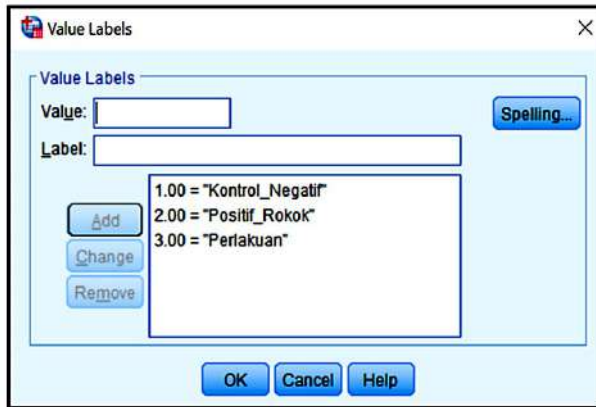 Value Labels
Value Labels
Value:
Spelling...
Label:
1.00 = "Kontrol_Negatif"
2.00 = "Positif_Rokok"
3.00 = "Perlakuan"
Add
Change
Remove
OK Cancel Help